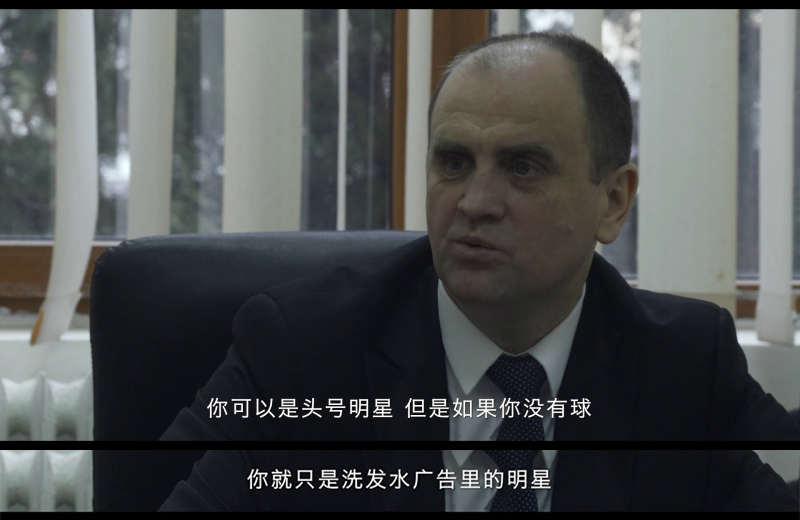 你可以是头号明星 但是如果你没有球
你就只是洗发水广告里的明星